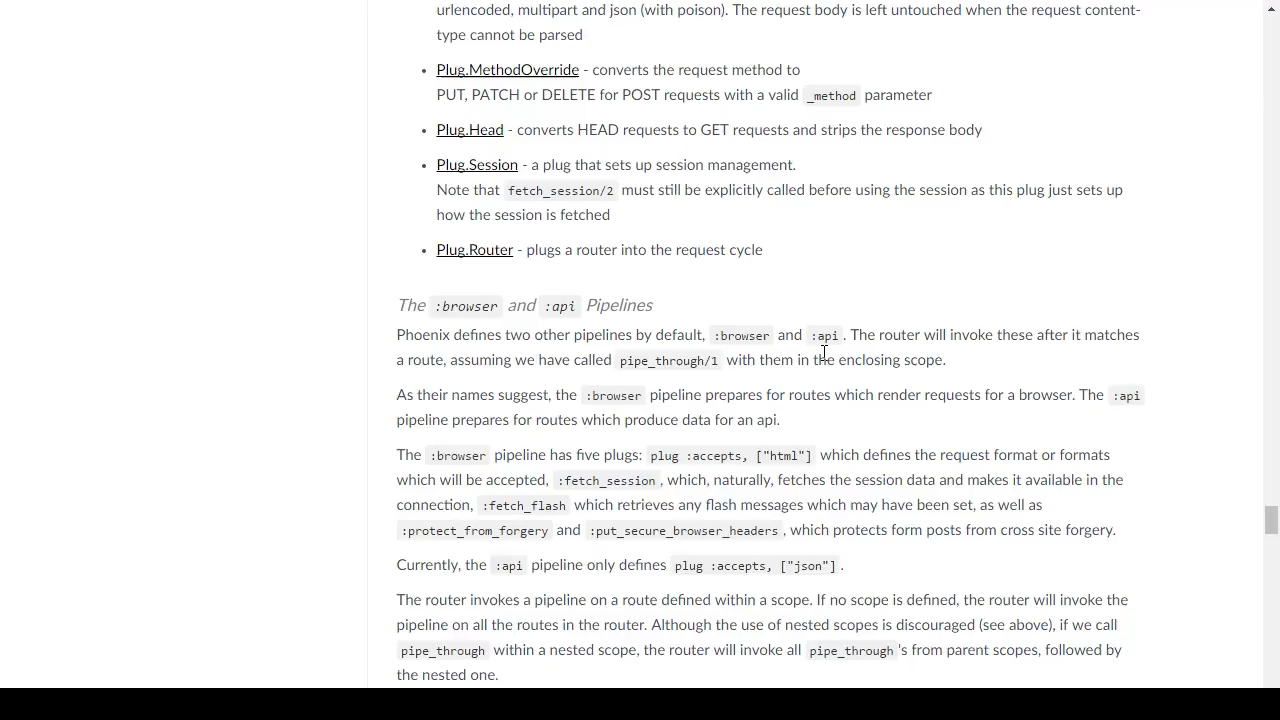 urlencoded, multipart and json (with poison). The request body is left untouched when the request content-
type cannot be parsed
• Plug.MethodOverride - converts the request method to
PUT, PATCH or DELETE for POST requests with a valid _method parameter
• Plug.Head - converts HEAD requests to GET requests and strips the response body
• Plug.Session - a plug that sets up session management.
Note that fetch_session/2 must still be explicitly called before using the session as this plug just sets up
how the session is fetched
• Plug.Router - plugs a router into the request cycle
The :browser and :api Pipelines
Phoenix defines two other pipelines by default, :browser and :api. The router will invoke these after it matches
a route, assuming we have called pipe_through/1 with them in the enclosing scope.
As their names suggest, the :browser pipeline prepares for routes which render requests for a browser. The :api
pipeline prepares for routes which produce data for an api.
The :browser pipeline has five plugs: plug :accepts, ["html"] which defines the request format or formats
which will be accepted, :fetch_session, which, naturally, fetches the session data and makes it available in the
connection, :fetch_flash which retrieves any flash messages which may have been set, as well as
:protect_from_forgery and :put_secure_browser_headers, which protects form posts from cross site forgery.
Currently, the :api pipeline only defines plug :accepts, ["json"].
The router invokes a pipeline on a route defined within a scope. If no scope is defined, the router will invoke the
pipeline on all the routes in the router. Although the use of nested scopes is discouraged (see above), if we call
pipe_through within a nested scope, the router will invoke all pipe_through's from parent scopes, followed by
the nested one.